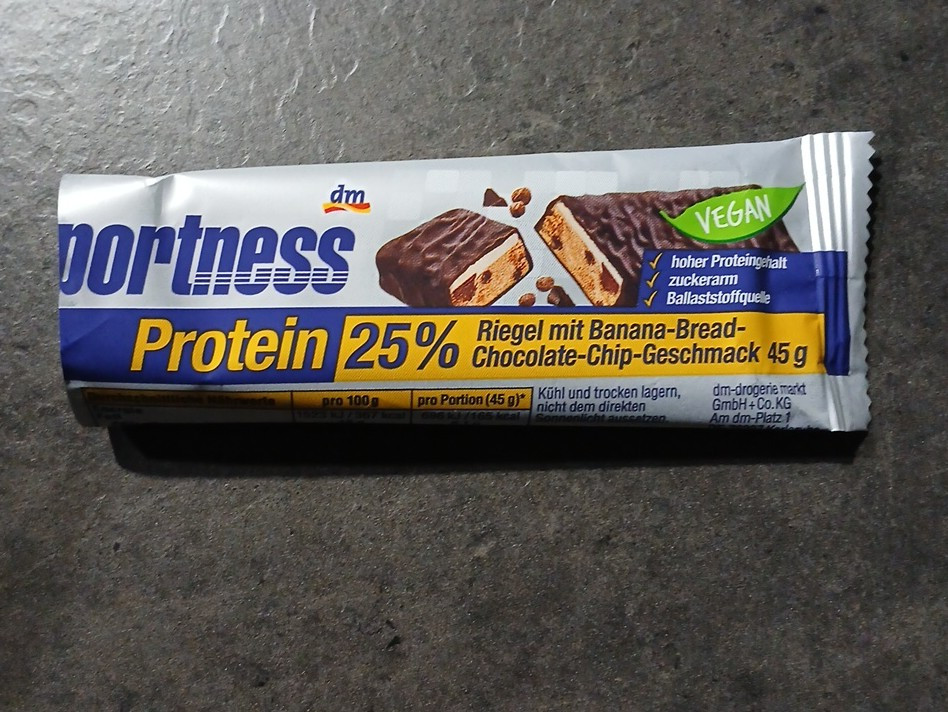 dm
portness
VEGAN
✓ hoher Proteingehalt
✓ zuckerarm
✓ Ballaststoffquelle
Protein 25%
Riegel mit Banana-Bread-
Chocolate-Chip-Geschmack 45 g
pro 100 g
pro Portion (45 g)*
Kühl und trocken lagern,
nicht dem direkten
Sonnenlicht aussetzen.
dm-drogerie markt
GmbH + Co. KG
Am dm-Platz 1